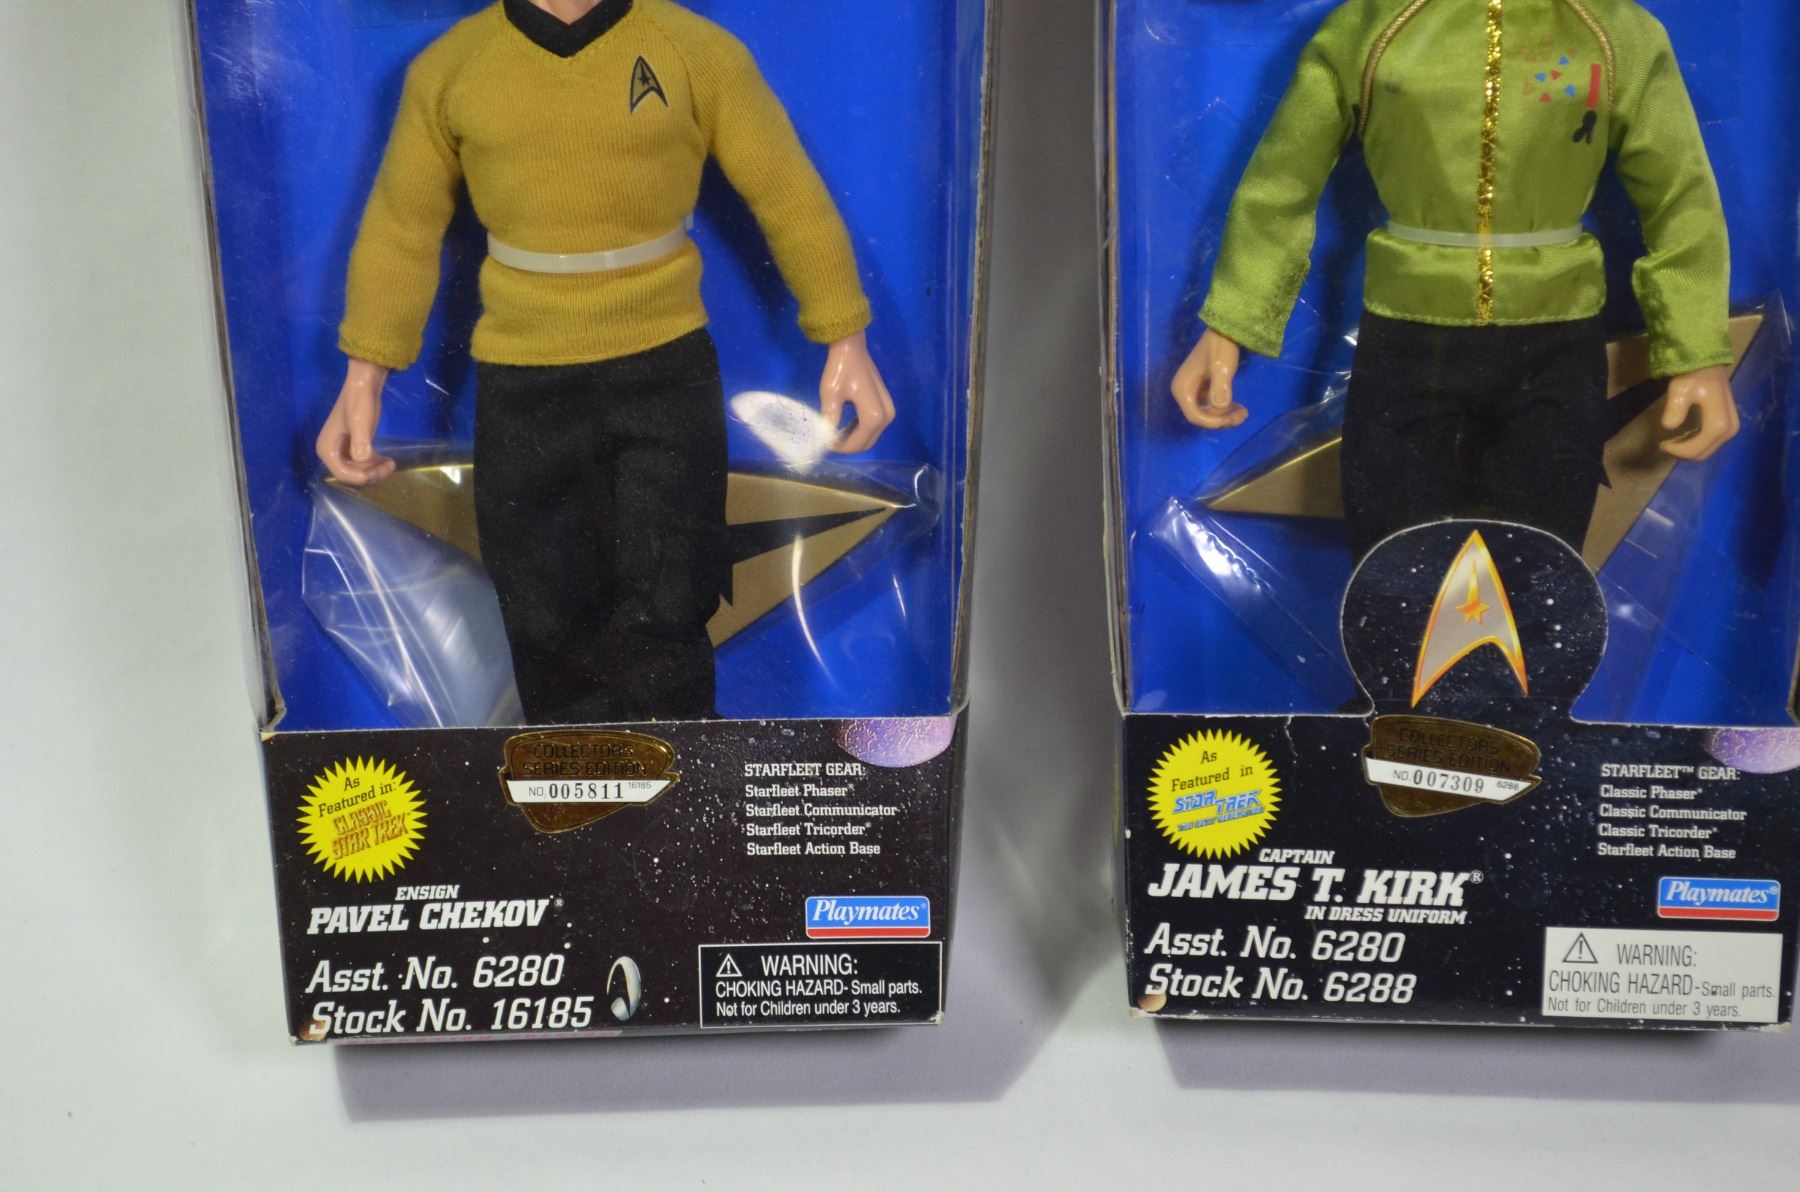 As
Featured in:
CLASSIC
STAR TREK
COLLECTORS
SERIES EDITION
NO. 005811 16185
STARFLEET GEAR:
Starfleet Phaser®
Starfleet Communicator
Starfleet Tricorder®
Starfleet Action Base
ENSIGN
PAVEL CHEKOV®
Playmates®
Asst. No. 6280
Stock No. 16185
⚠ WARNING:
CHOKING HAZARD-Small parts.
Not for Children under 3 years.
As
Featured in
STAR TREK
THE NEXT GENERATION
COLLECTORS
SERIES EDITION
NO. 007309 6288
STARFLEET™ GEAR:
Classic Phaser®
Classic Communicator
Classic Tricorder®
Starfleet Action Base
CAPTAIN
JAMES T. KIRK®
IN DRESS UNIFORM
Playmates®
Asst. No. 6280
Stock No. 6288
⚠ WARNING:
CHOKING HAZARD-Small parts.
Not for Children under 3 years.